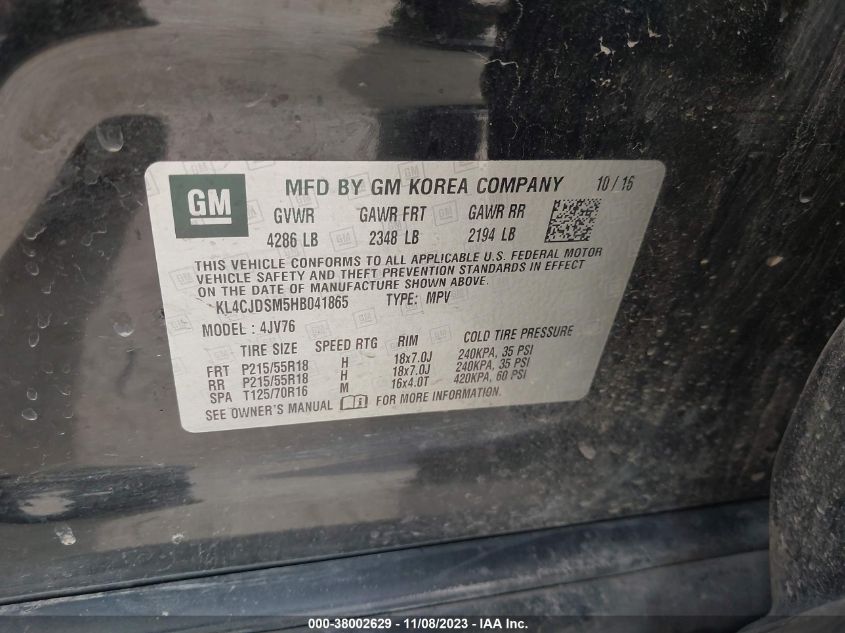 GM MFD BY GM KOREA COMPANY 10/16
GVWR GAWR FRT GAWR RR
4286 LB 2348 LB 2194 LB
THIS VEHICLE CONFORMS TO ALL APPLICABLE U.S. FEDERAL MOTOR
VEHICLE SAFETY AND THEFT PREVENTION STANDARDS IN EFFECT
ON THE DATE OF MANUFACTURE SHOWN ABOVE.
KL4CJDSM5HB041865 TYPE: MPV
MODEL: 4JV76
TIRE SIZE SPEED RTG RIM COLD TIRE PRESSURE
FRT P215/55R18 H 18x7.0J 240KPA, 35 PSI
RR P215/55R18 H 18x7.0J 240KPA, 35 PSI
SPA T125/70R16 M 16x4.0T 420KPA, 60 PSI
SEE OWNER'S MANUAL FOR MORE INFORMATION.
000-38002629 - 11/08/2023 - IAA Inc.